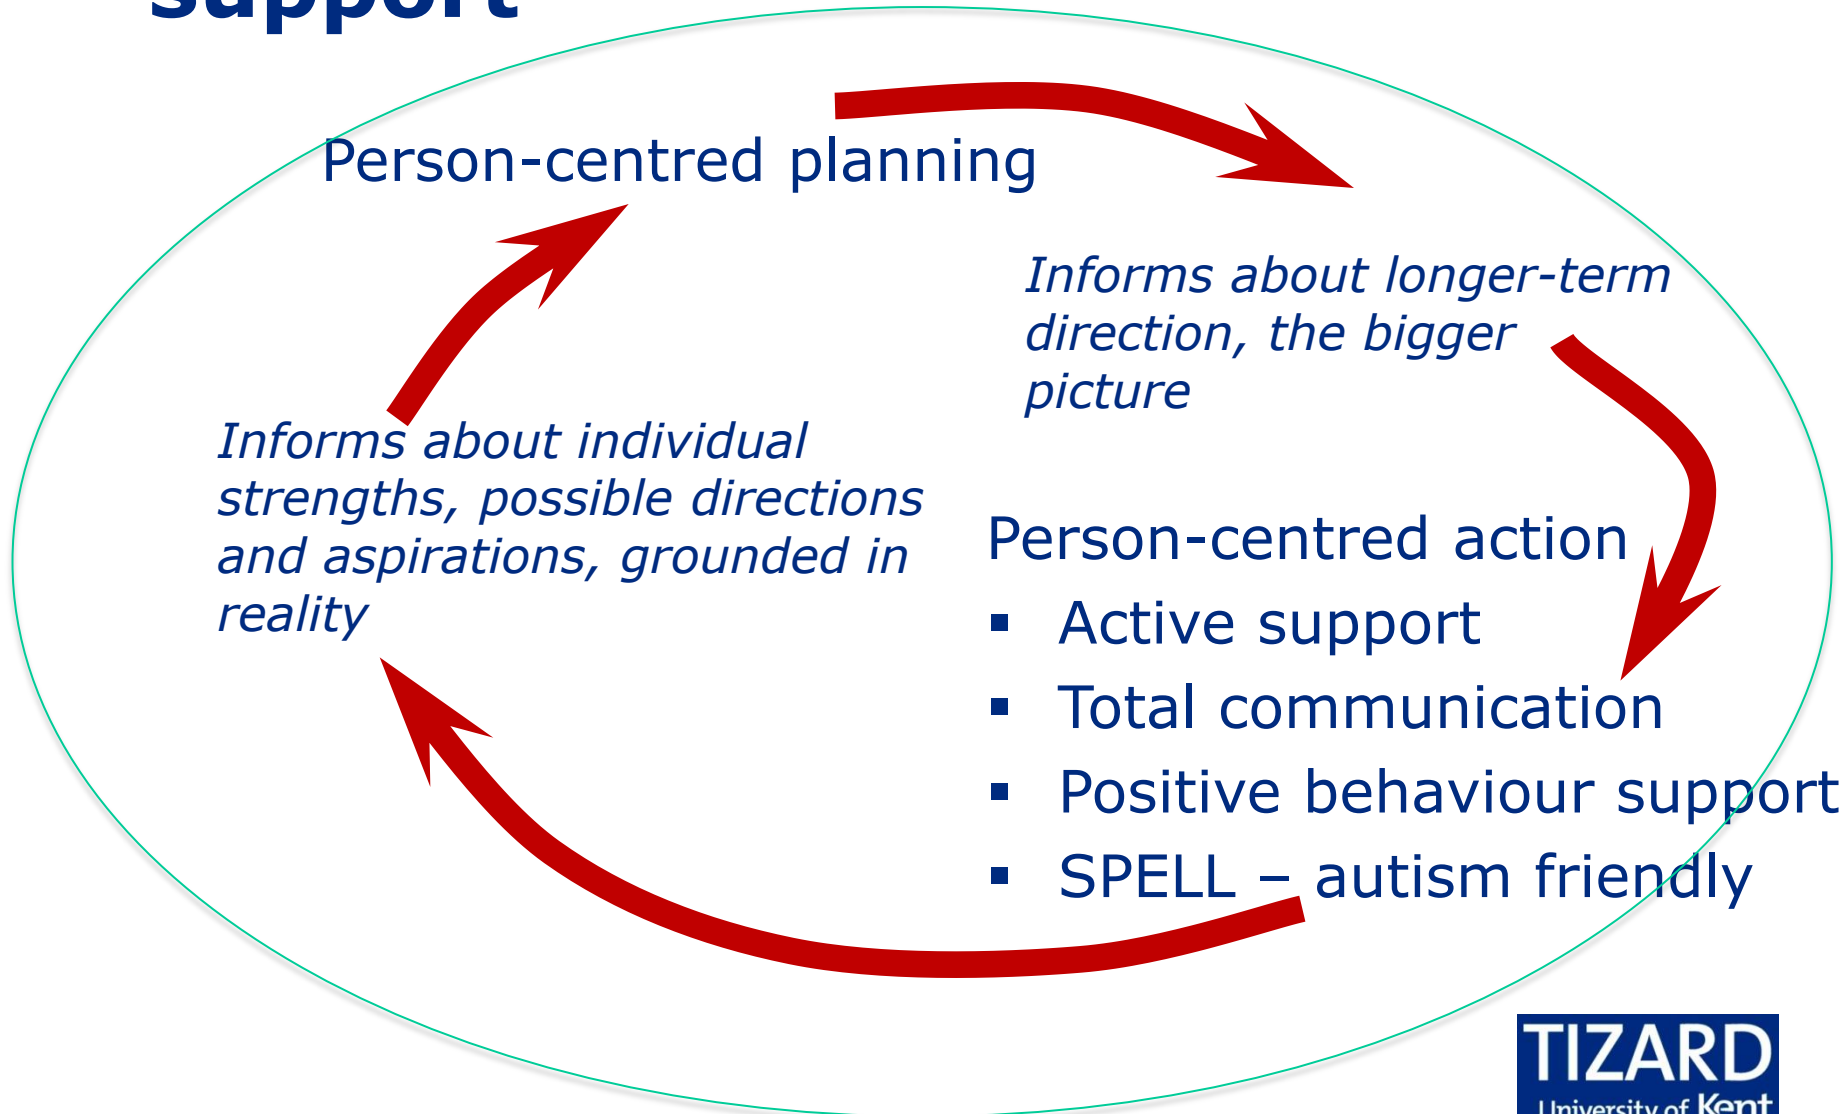 support
Person-centred planning
Informs about longer-term
direction, the bigger
picture
Informs about individual
strengths, possible directions
and aspirations, grounded in
reality
Person-centred action
▪ Active support
▪ Total communication
▪ Positive behaviour support
▪ SPELL – autism friendly
TIZARD
University of Kent